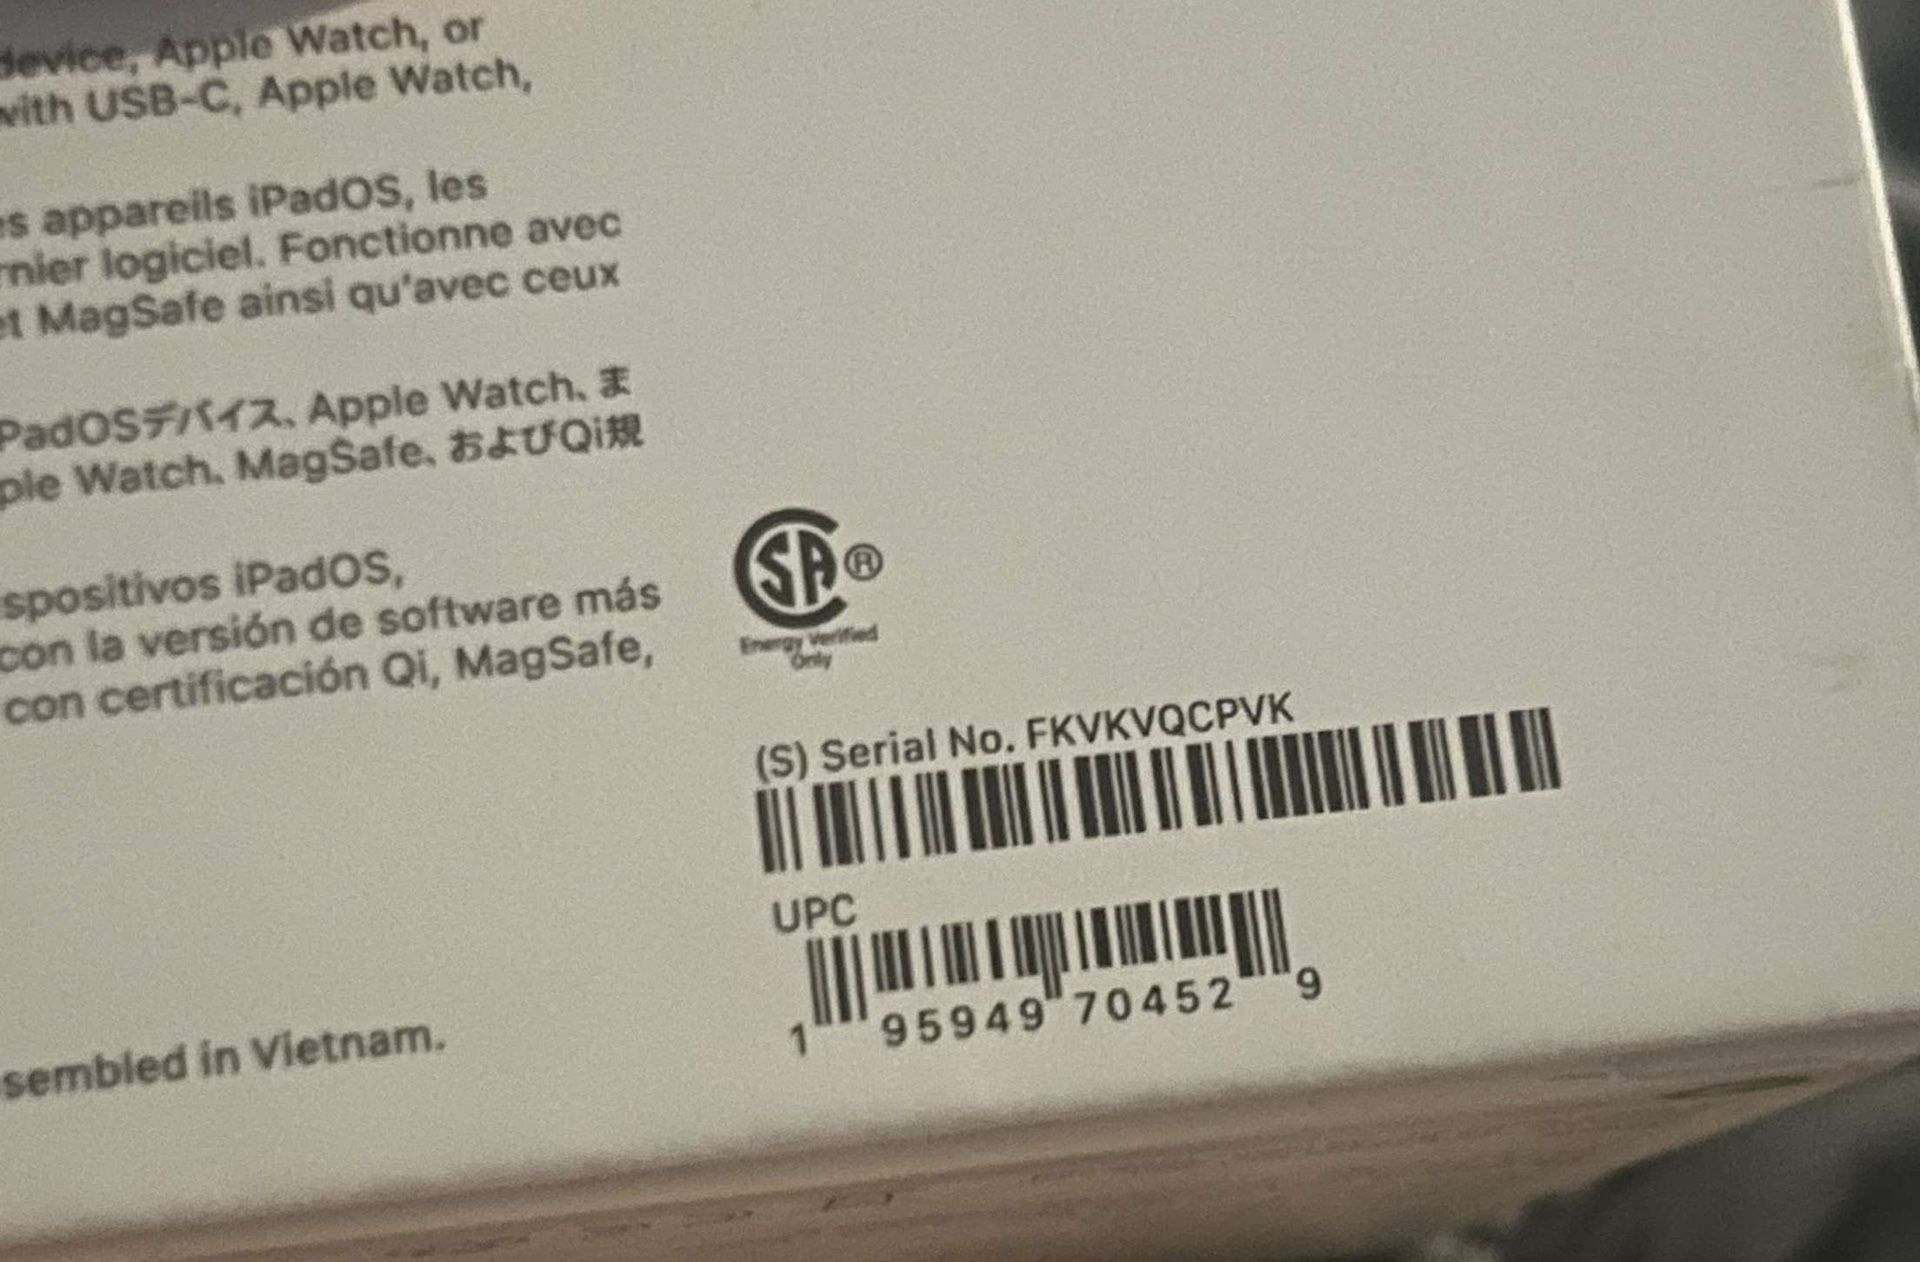 device, Apple Watch, or
with USB-C, Apple Watch,
es appareils iPadOS, les
rnier logiciel. Fonctionne avec
et MagSafe ainsi qu'avec ceux
PadOSデバイス、Apple Watch、ま
ple Watch、MagSafe、およびQi規
spositivos iPadOS,
con la versión de software más
con certificación Qi, MagSafe,
SA®
Energy Verified
Only
(S) Serial No. FKVKVQCPVK
UPC
1 95949 70452 9
sembled in Vietnam.